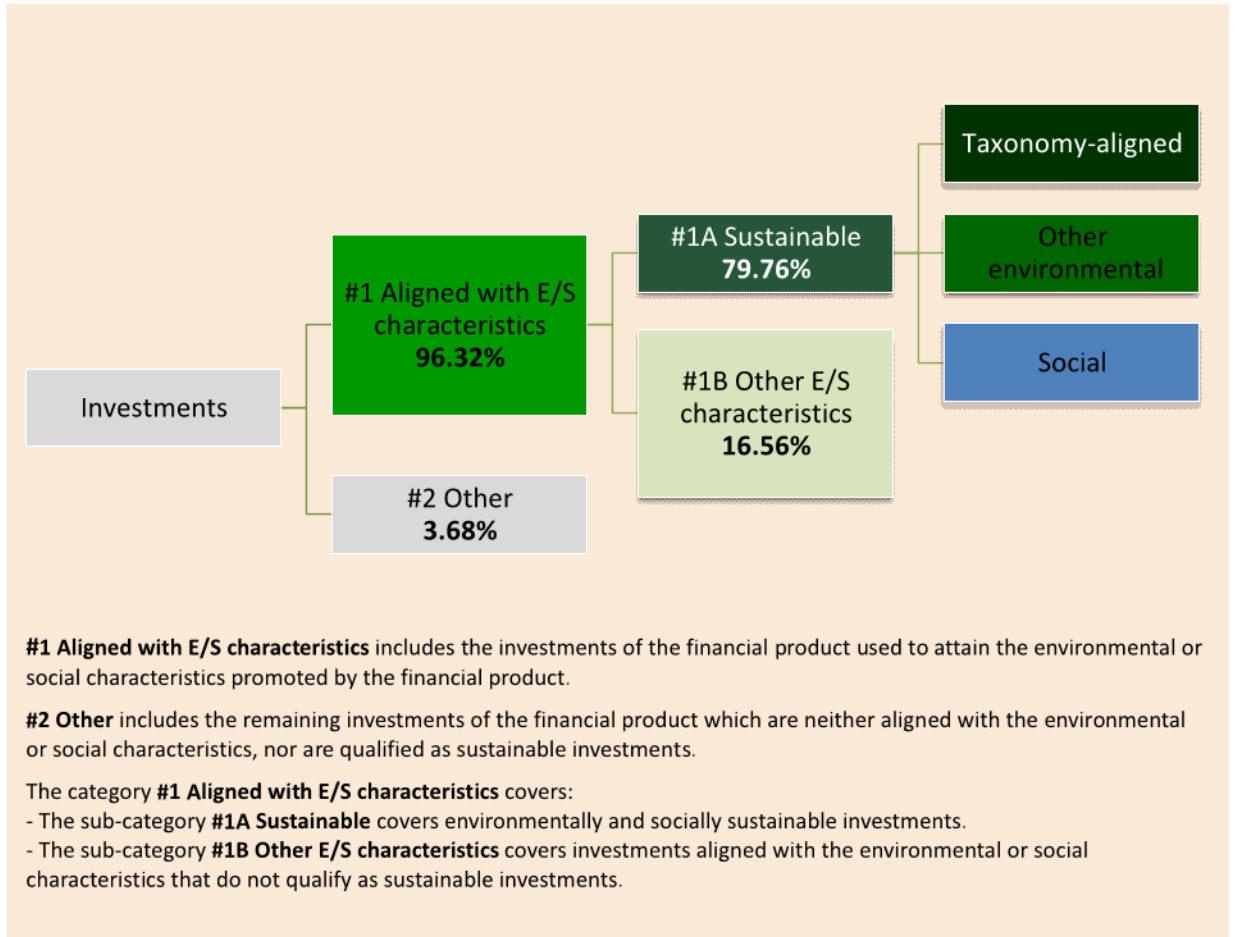 Taxonomy-aligned
#1A Sustainable
79.76%
Other
environmental
#1 Aligned with E/S
characteristics
96.32%
Social
#1B Other E/S
characteristics
16.56%
Investments
#2 Other
3.68%
#1 Aligned with E/S characteristics includes the investments of the financial product used to attain the environmental or
social characteristics promoted by the financial product.
#2 Other includes the remaining investments of the financial product which are neither aligned with the environmental
or social characteristics, nor are qualified as sustainable investments.
The category #1 Aligned with E/S characteristics covers:
- The sub-category #1A Sustainable covers environmentally and socially sustainable investments.
- The sub-category #1B Other E/S characteristics covers investments aligned with the environmental or social
characteristics that do not qualify as sustainable investments.